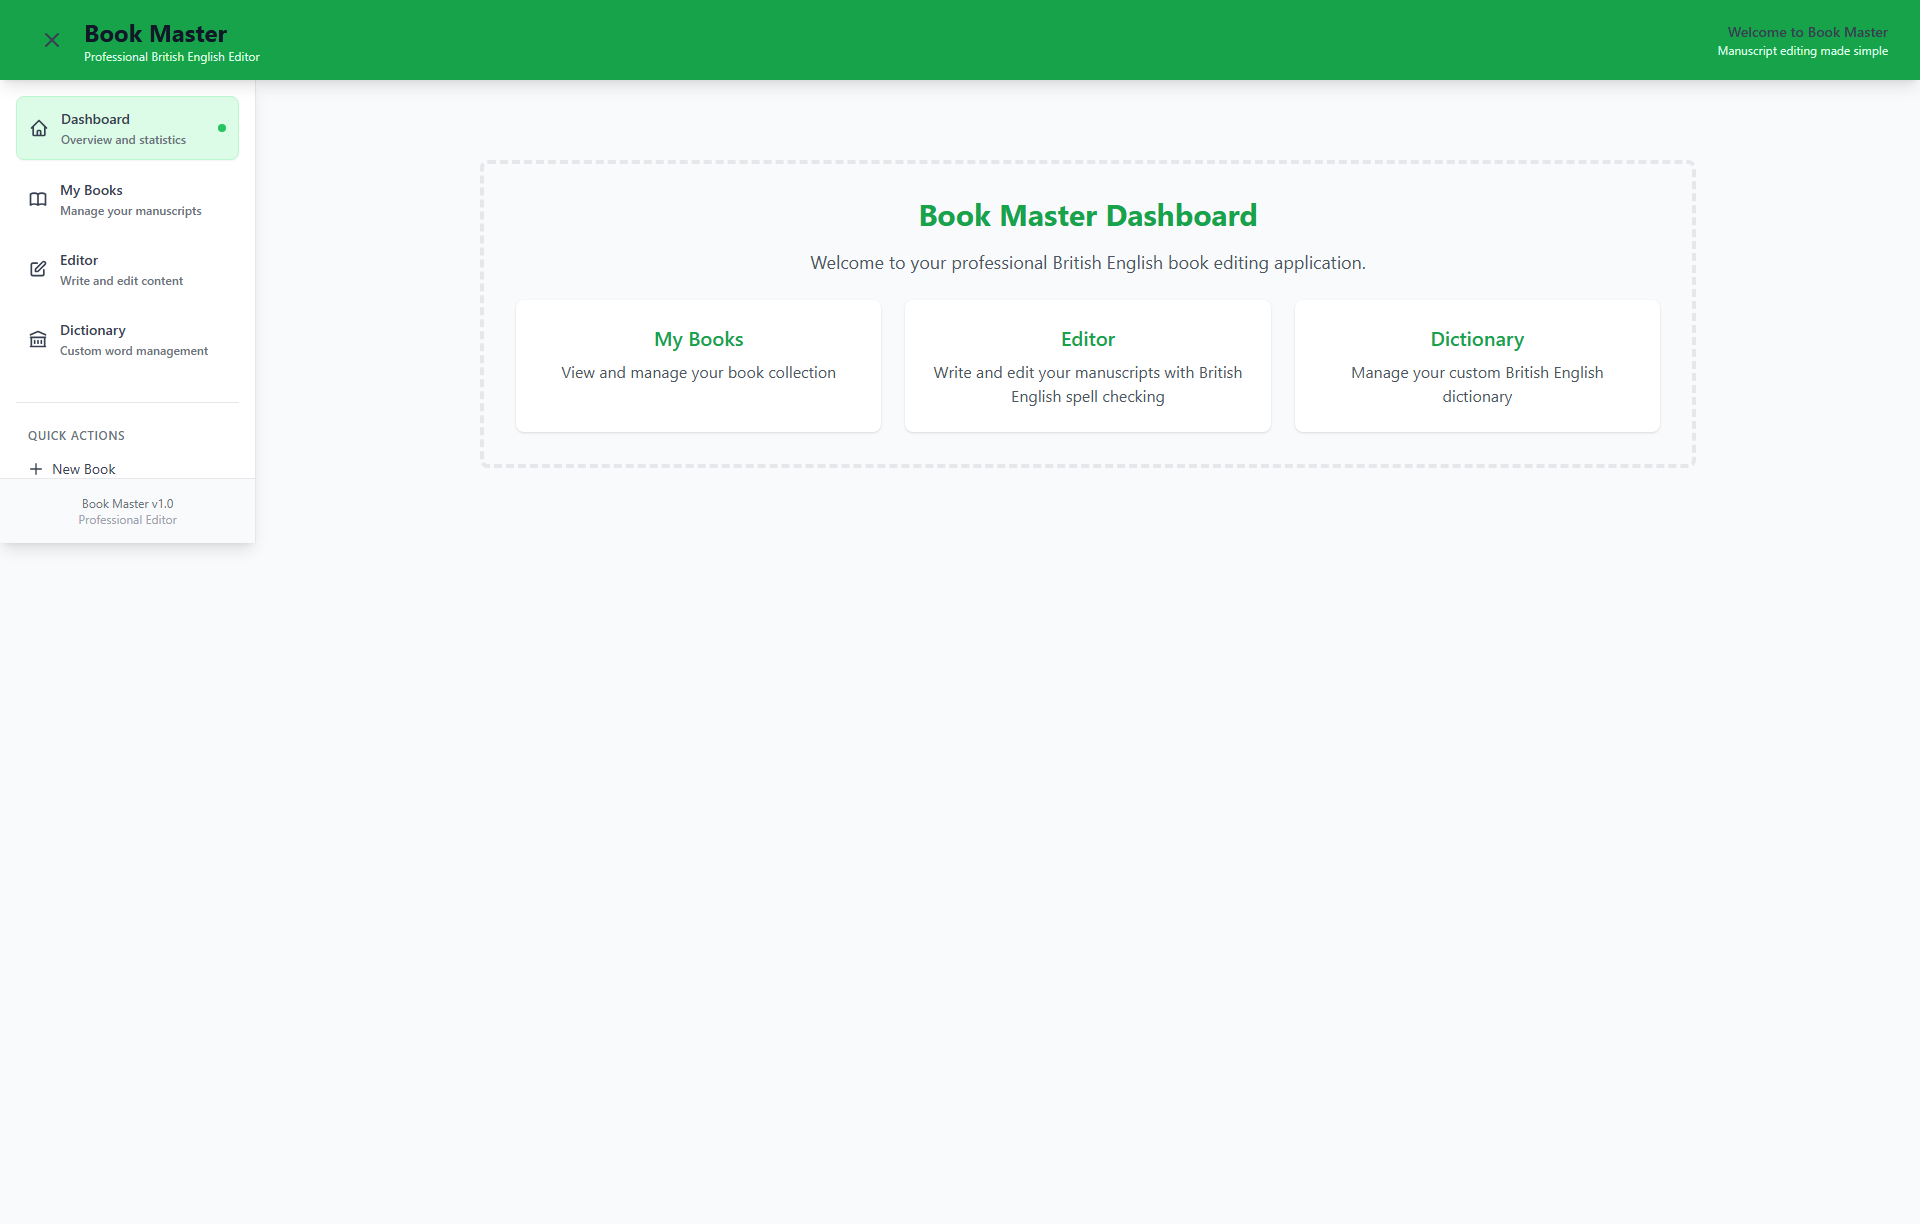 Book Master
Professional British English Editor
Welcome to Book Master
Manuscript editing made simple
Dashboard
Overview and statistics
My Books
Manage your manuscripts
Editor
Write and edit content
Dictionary
Custom word management
QUICK ACTIONS
New Book
Book Master v1.0
Professional Editor
Book Master Dashboard
Welcome to your professional British English book editing application.
My Books
View and manage your book collection
Editor
Write and edit your manuscripts with British
English spell checking
Dictionary
Manage your custom British English
dictionary